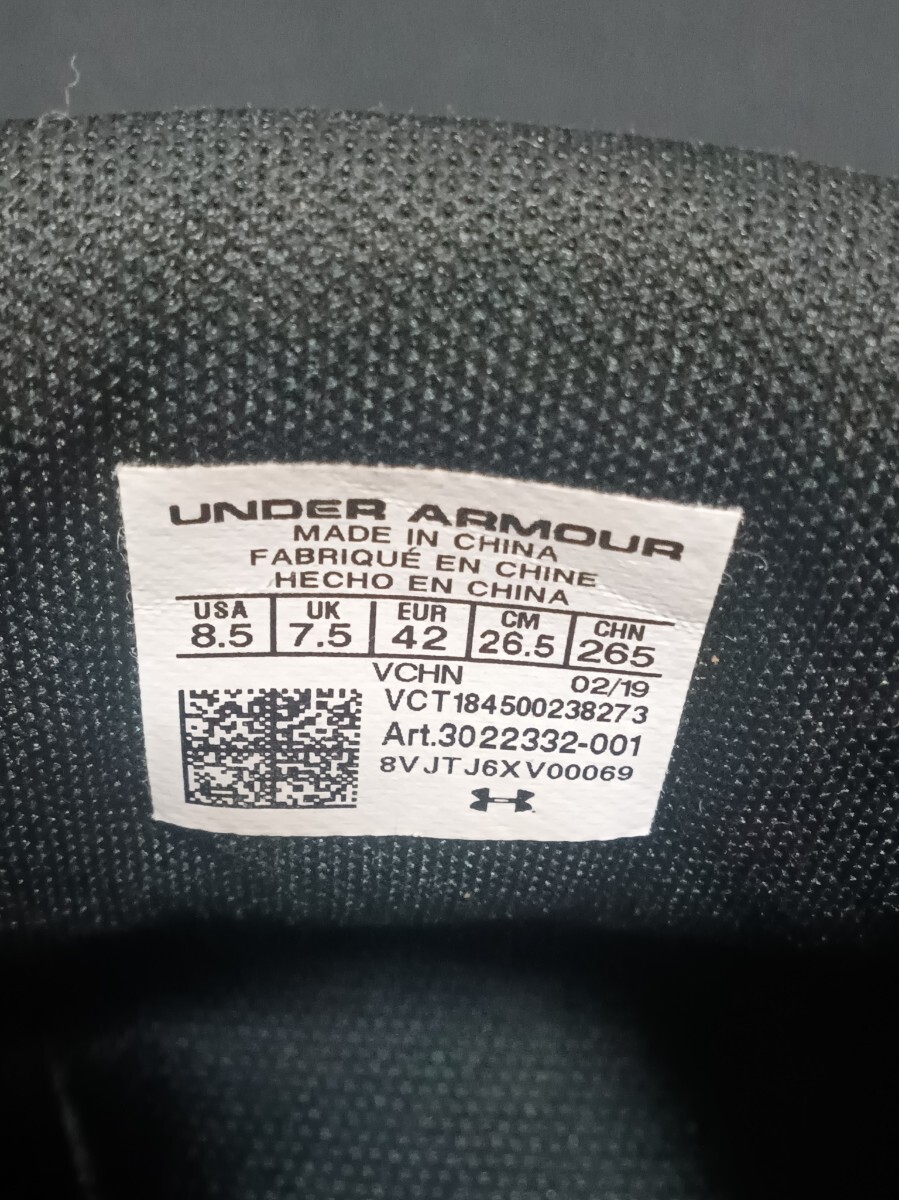 UNDER ARMOUR
MADE IN CHINA
FABRIQUÉ EN CHINE
HECHO EN CHINA
USA UK EUR CM CHN
8.5 7.5 42 26.5 265
VCHN 02/19
VCT184500238273
Art.3022332-001
8VJTJ6XV00069